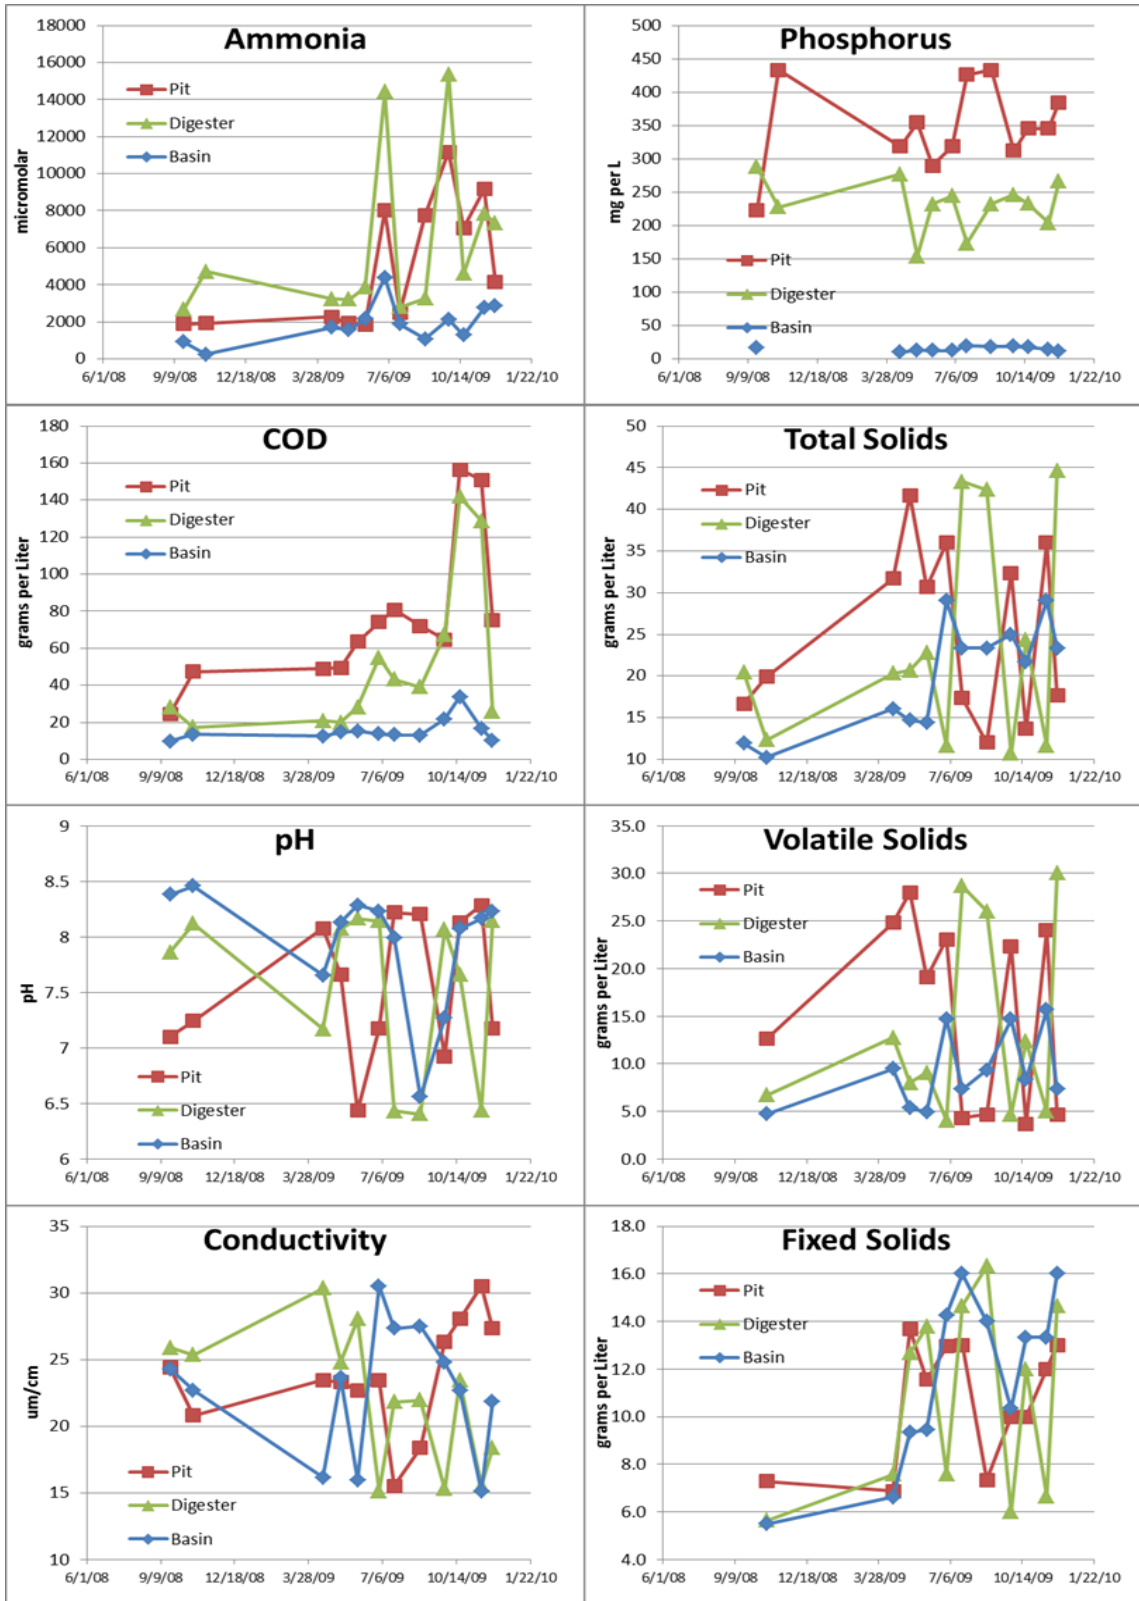 Ammonia
18000
16000
14000
12000
10000
8000
6000
4000
2000
0
micromolar
Pit
Digester
Basin
6/1/08 9/9/08 12/18/08 3/28/09 7/6/09 10/14/09 1/22/10
Phosphorus
500
450
400
350
300
250
200
150
100
50
0
mg per L
Pit
Digester
Basin
6/1/08 9/9/08 12/18/08 3/28/09 7/6/09 10/14/09 1/22/10
COD
180
160
140
120
100
80
60
40
20
0
grams per Liter
Pit
Digester
Basin
6/1/08 9/9/08 12/18/08 3/28/09 7/6/09 10/14/09 1/22/10
Total Solids
50
45
40
35
30
25
20
15
10
grams per Liter
Pit
Digester
Basin
6/1/08 9/9/08 12/18/08 3/28/09 7/6/09 10/14/09 1/22/10
pH
9
8.5
8
7.5
7
6.5
6
pH
Pit
Digester
Basin
6/1/08 9/9/08 12/18/08 3/28/09 7/6/09 10/14/09 1/22/10
Volatile Solids
35.0
30.0
25.0
20.0
15.0
10.0
5.0
0.0
grams per Liter
Pit
Digester
Basin
6/1/08 9/9/08 12/18/08 3/28/09 7/6/09 10/14/09 1/22/10
Conductivity
35
30
25
20
15
10
um/cm
Pit
Digester
Basin
6/1/08 9/9/08 12/18/08 3/28/09 7/6/09 10/14/09 1/22/10
Fixed Solids
18.0
16.0
14.0
12.0
10.0
8.0
6.0
4.0
grams per Liter
Pit
Digester
Basin
6/1/08 9/9/08 12/18/08 3/28/09 7/6/09 10/14/09 1/22/10